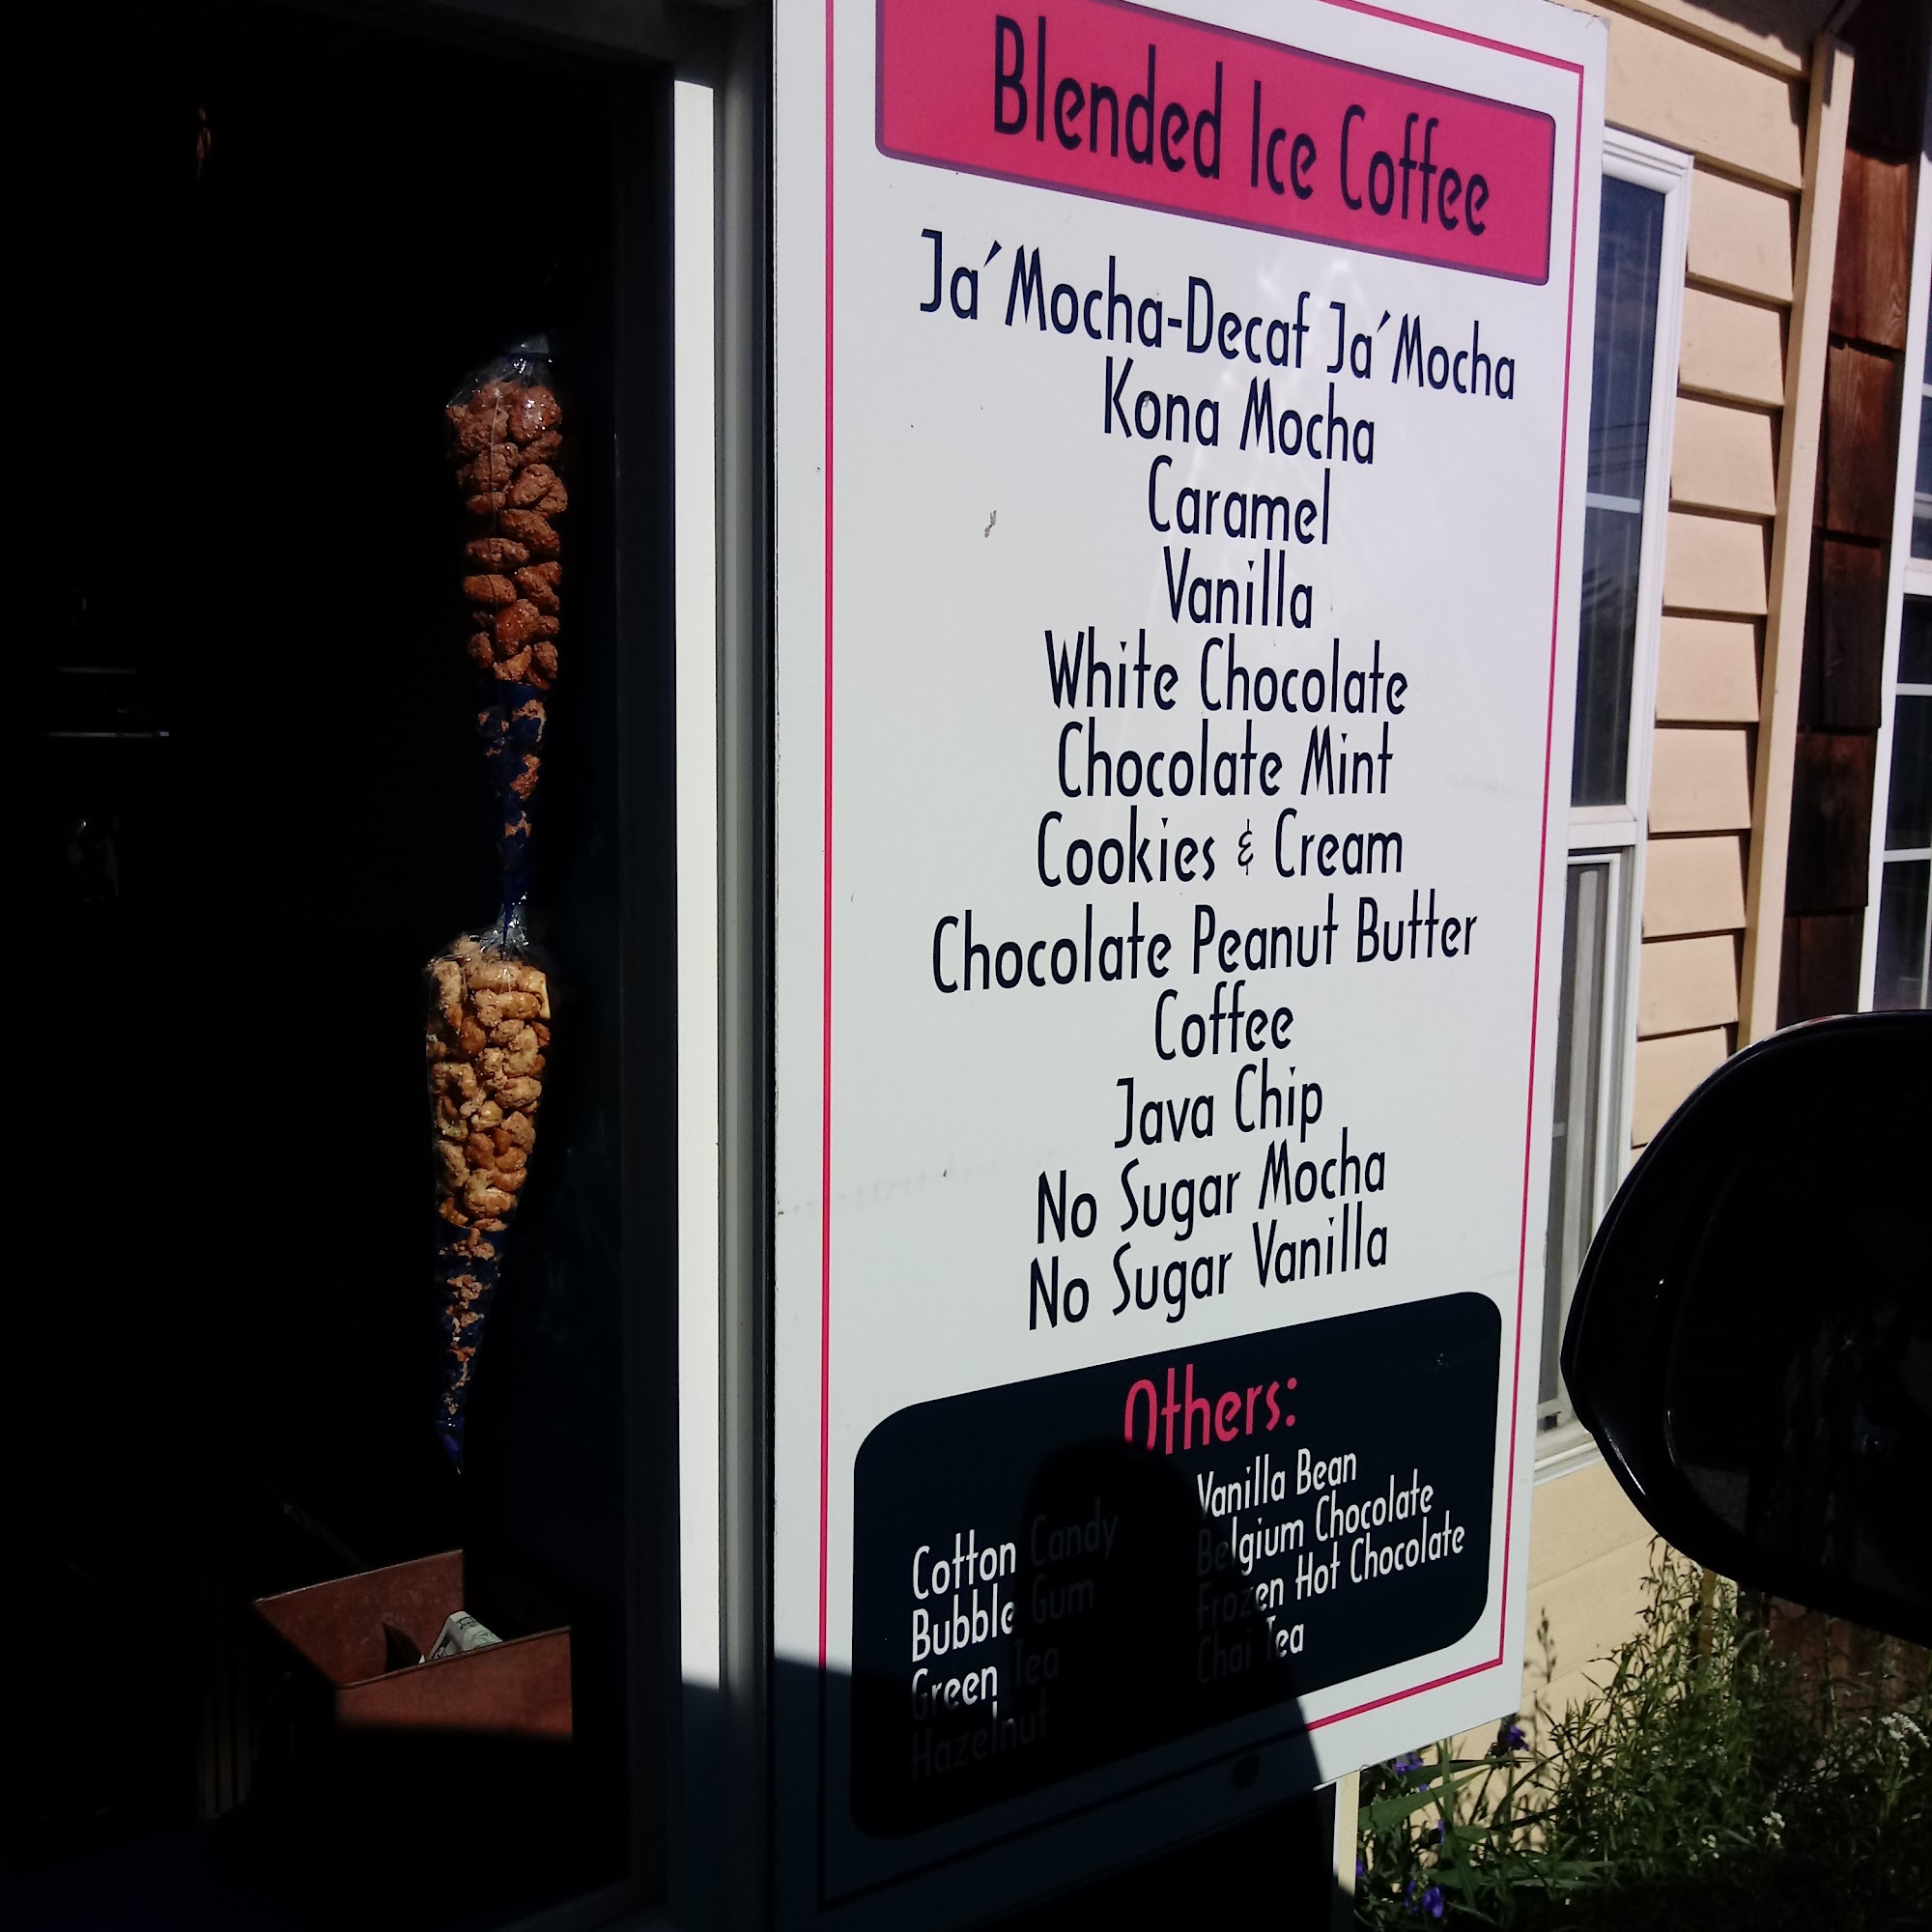 Blended Ice Coffee
Ja´Mocha-Decaf Ja´Mocha
Kona Mocha
Caramel
Vanilla
White Chocolate
Chocolate Mint
Cookies & Cream
Chocolate Peanut Butter
Coffee
Java Chip
No Sugar Mocha
No Sugar Vanilla
Others:
Cotton Candy
Bubble Gum
Green Tea
Hazelnut
Vanilla Bean
Belgium Chocolate
Frozen Hot Chocolate
Chai Tea